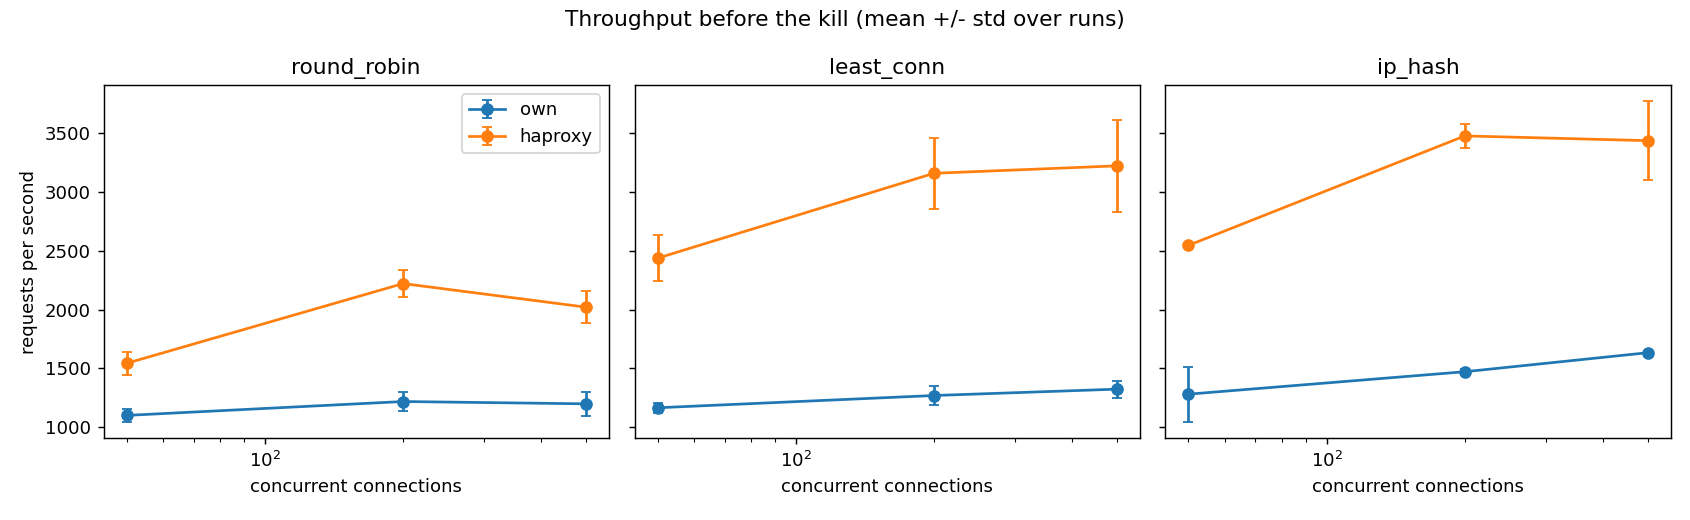 Throughput before the kill (mean +/- std over runs)
round_robin
least_conn
ip_hash
own
haproxy
requests per second
3500
3000
2500
2000
1500
1000
10²
10²
10²
concurrent connections
concurrent connections
concurrent connections